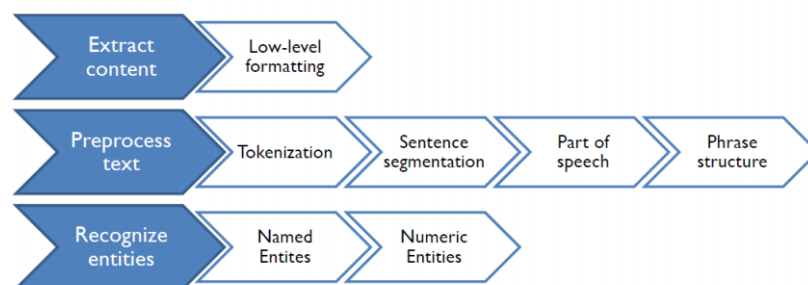 Extract
content
Low-level
formatting
Preprocess
text
Tokenization
Sentence
segmentation
Part of
speech
Phrase
structure
Recognize
entities
Named
Entites
Numeric
Entities